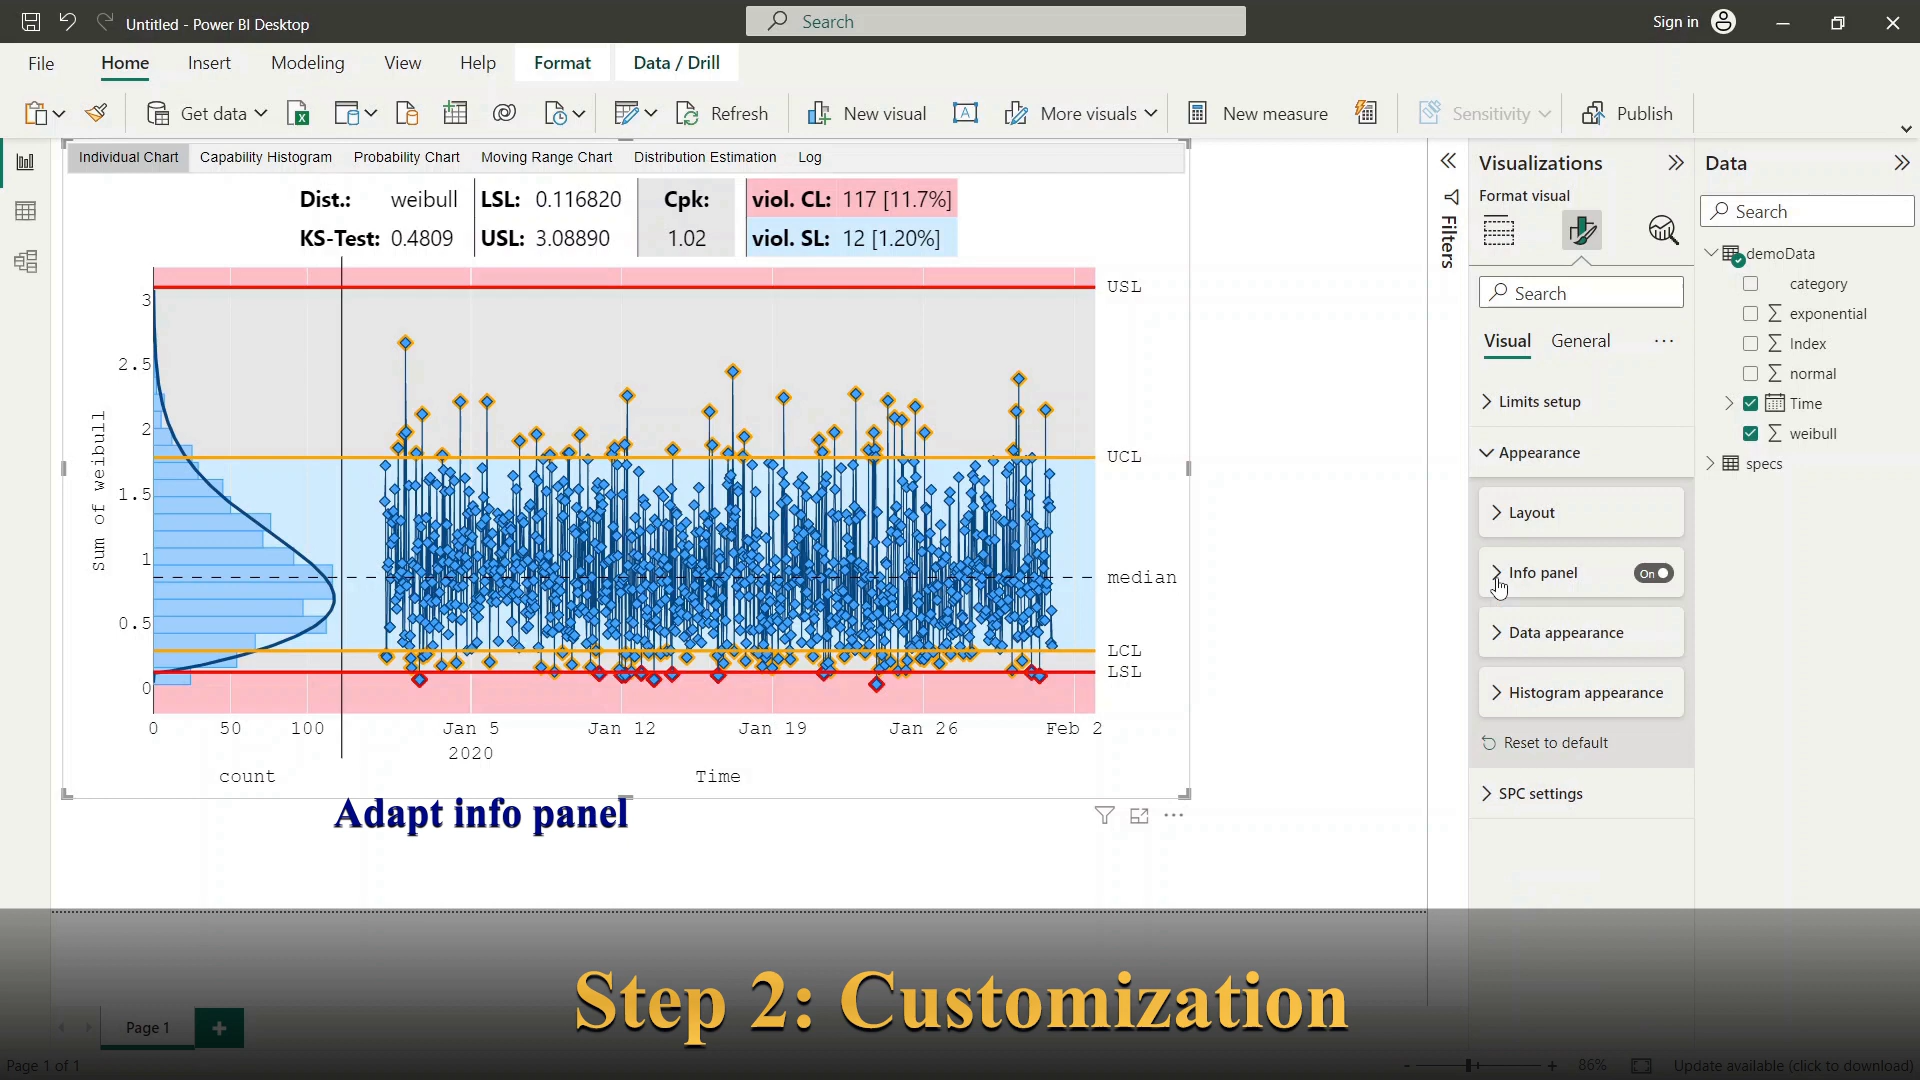 Untitled - Power BI Desktop
Search
Sign in
File Home Insert Modeling View Help Format Data / Drill
Get data Refresh New visual More visuals New measure Sensitivity Publish
Individual Chart Capability Histogram Probability Chart Moving Range Chart Distribution Estimation Log
Dist.: weibull LSL: 0.116820 Cpk: viol. CL: 117 [11.7%]
KS-Test: 0.4809 USL: 3.08890 1.02 viol. SL: 12 [1.20%]
USL
3
2.5
2
UCL
1.5
1
median
0.5
LCL
LSL
0
Sum of weibull
0 50 100 Jan 5 Jan 12 Jan 19 Jan 26 Feb 2
2020
count Time
Adapt info panel
Filters
Visualizations
Format visual
Search
Visual General
Limits setup
Appearance
Layout
Info panel On
Data appearance
Histogram appearance
Reset to default
SPC settings
Data
Search
demoData
category
exponential
Index
normal
Time
weibull
specs
Step 2: Customization
Page 1
Page 1 of 1
- + 86% Update available (click to download)